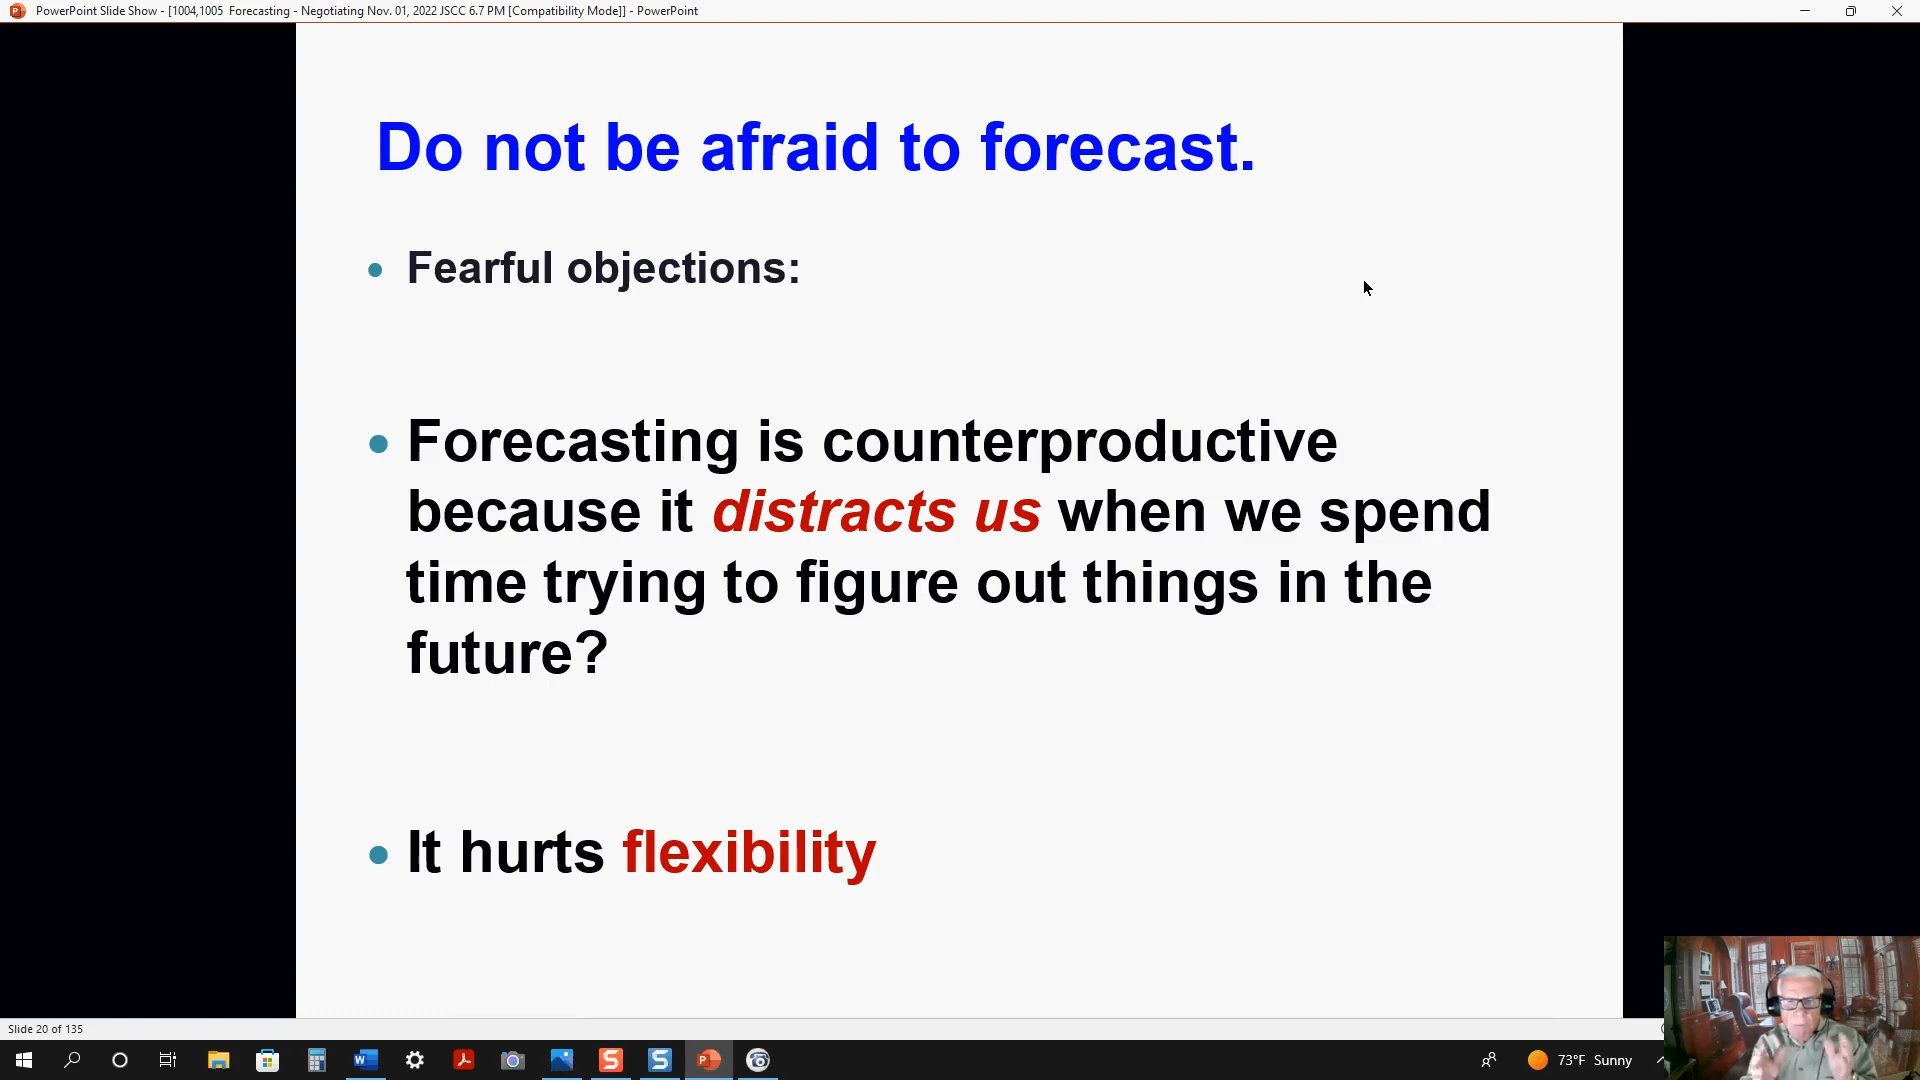 PowerPoint Slide Show - [1004,1005  Forecasting - Negotiating Nov. 01, 2022 JSCC 6.7 PM [Compatibility Mode]] - PowerPoint
Do not be afraid to forecast.
• Fearful objections:
• Forecasting is counterproductive
because it distracts us when we spend
time trying to figure out things in the
future?
• It hurts flexibility
Slide 20 of 135
73°F Sunny